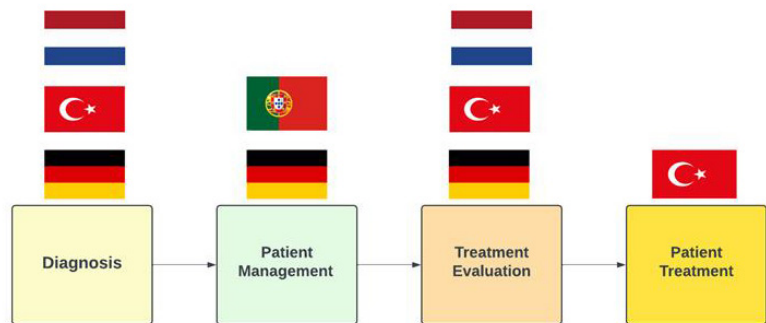 Diagnosis
Patient
Management
Treatment
Evaluation
Patient
Treatment